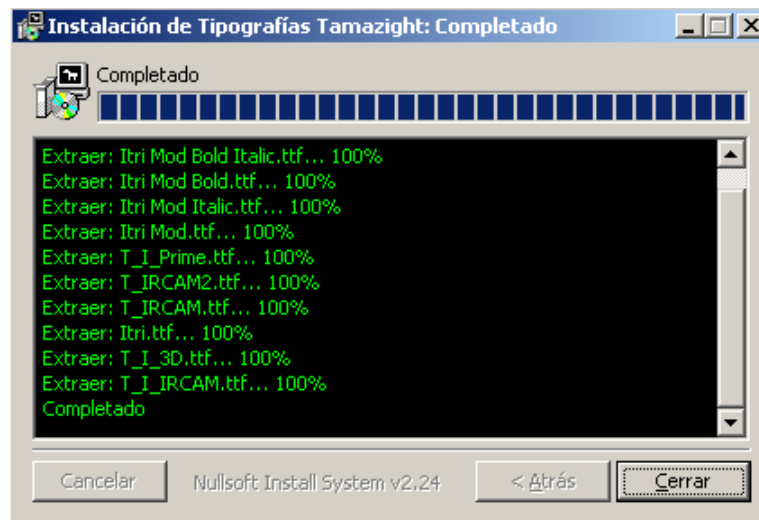 Instalación de Tipografías Tamazight: Completado
Completado
Extraer: Itri Mod Bold Italic.ttf... 100%
Extraer: Itri Mod Bold.ttf... 100%
Extraer: Itri Mod Italic.ttf... 100%
Extraer: Itri Mod.ttf... 100%
Extraer: T_I_Prime.ttf... 100%
Extraer: T_IRCAM2.ttf... 100%
Extraer: T_IRCAM.ttf... 100%
Extraer: Itri.ttf... 100%
Extraer: T_I_3D.ttf... 100%
Extraer: T_I_IRCAM.ttf... 100%
Completado
Cancelar Nullsoft Install System v2.24 < Atrás Cerrar